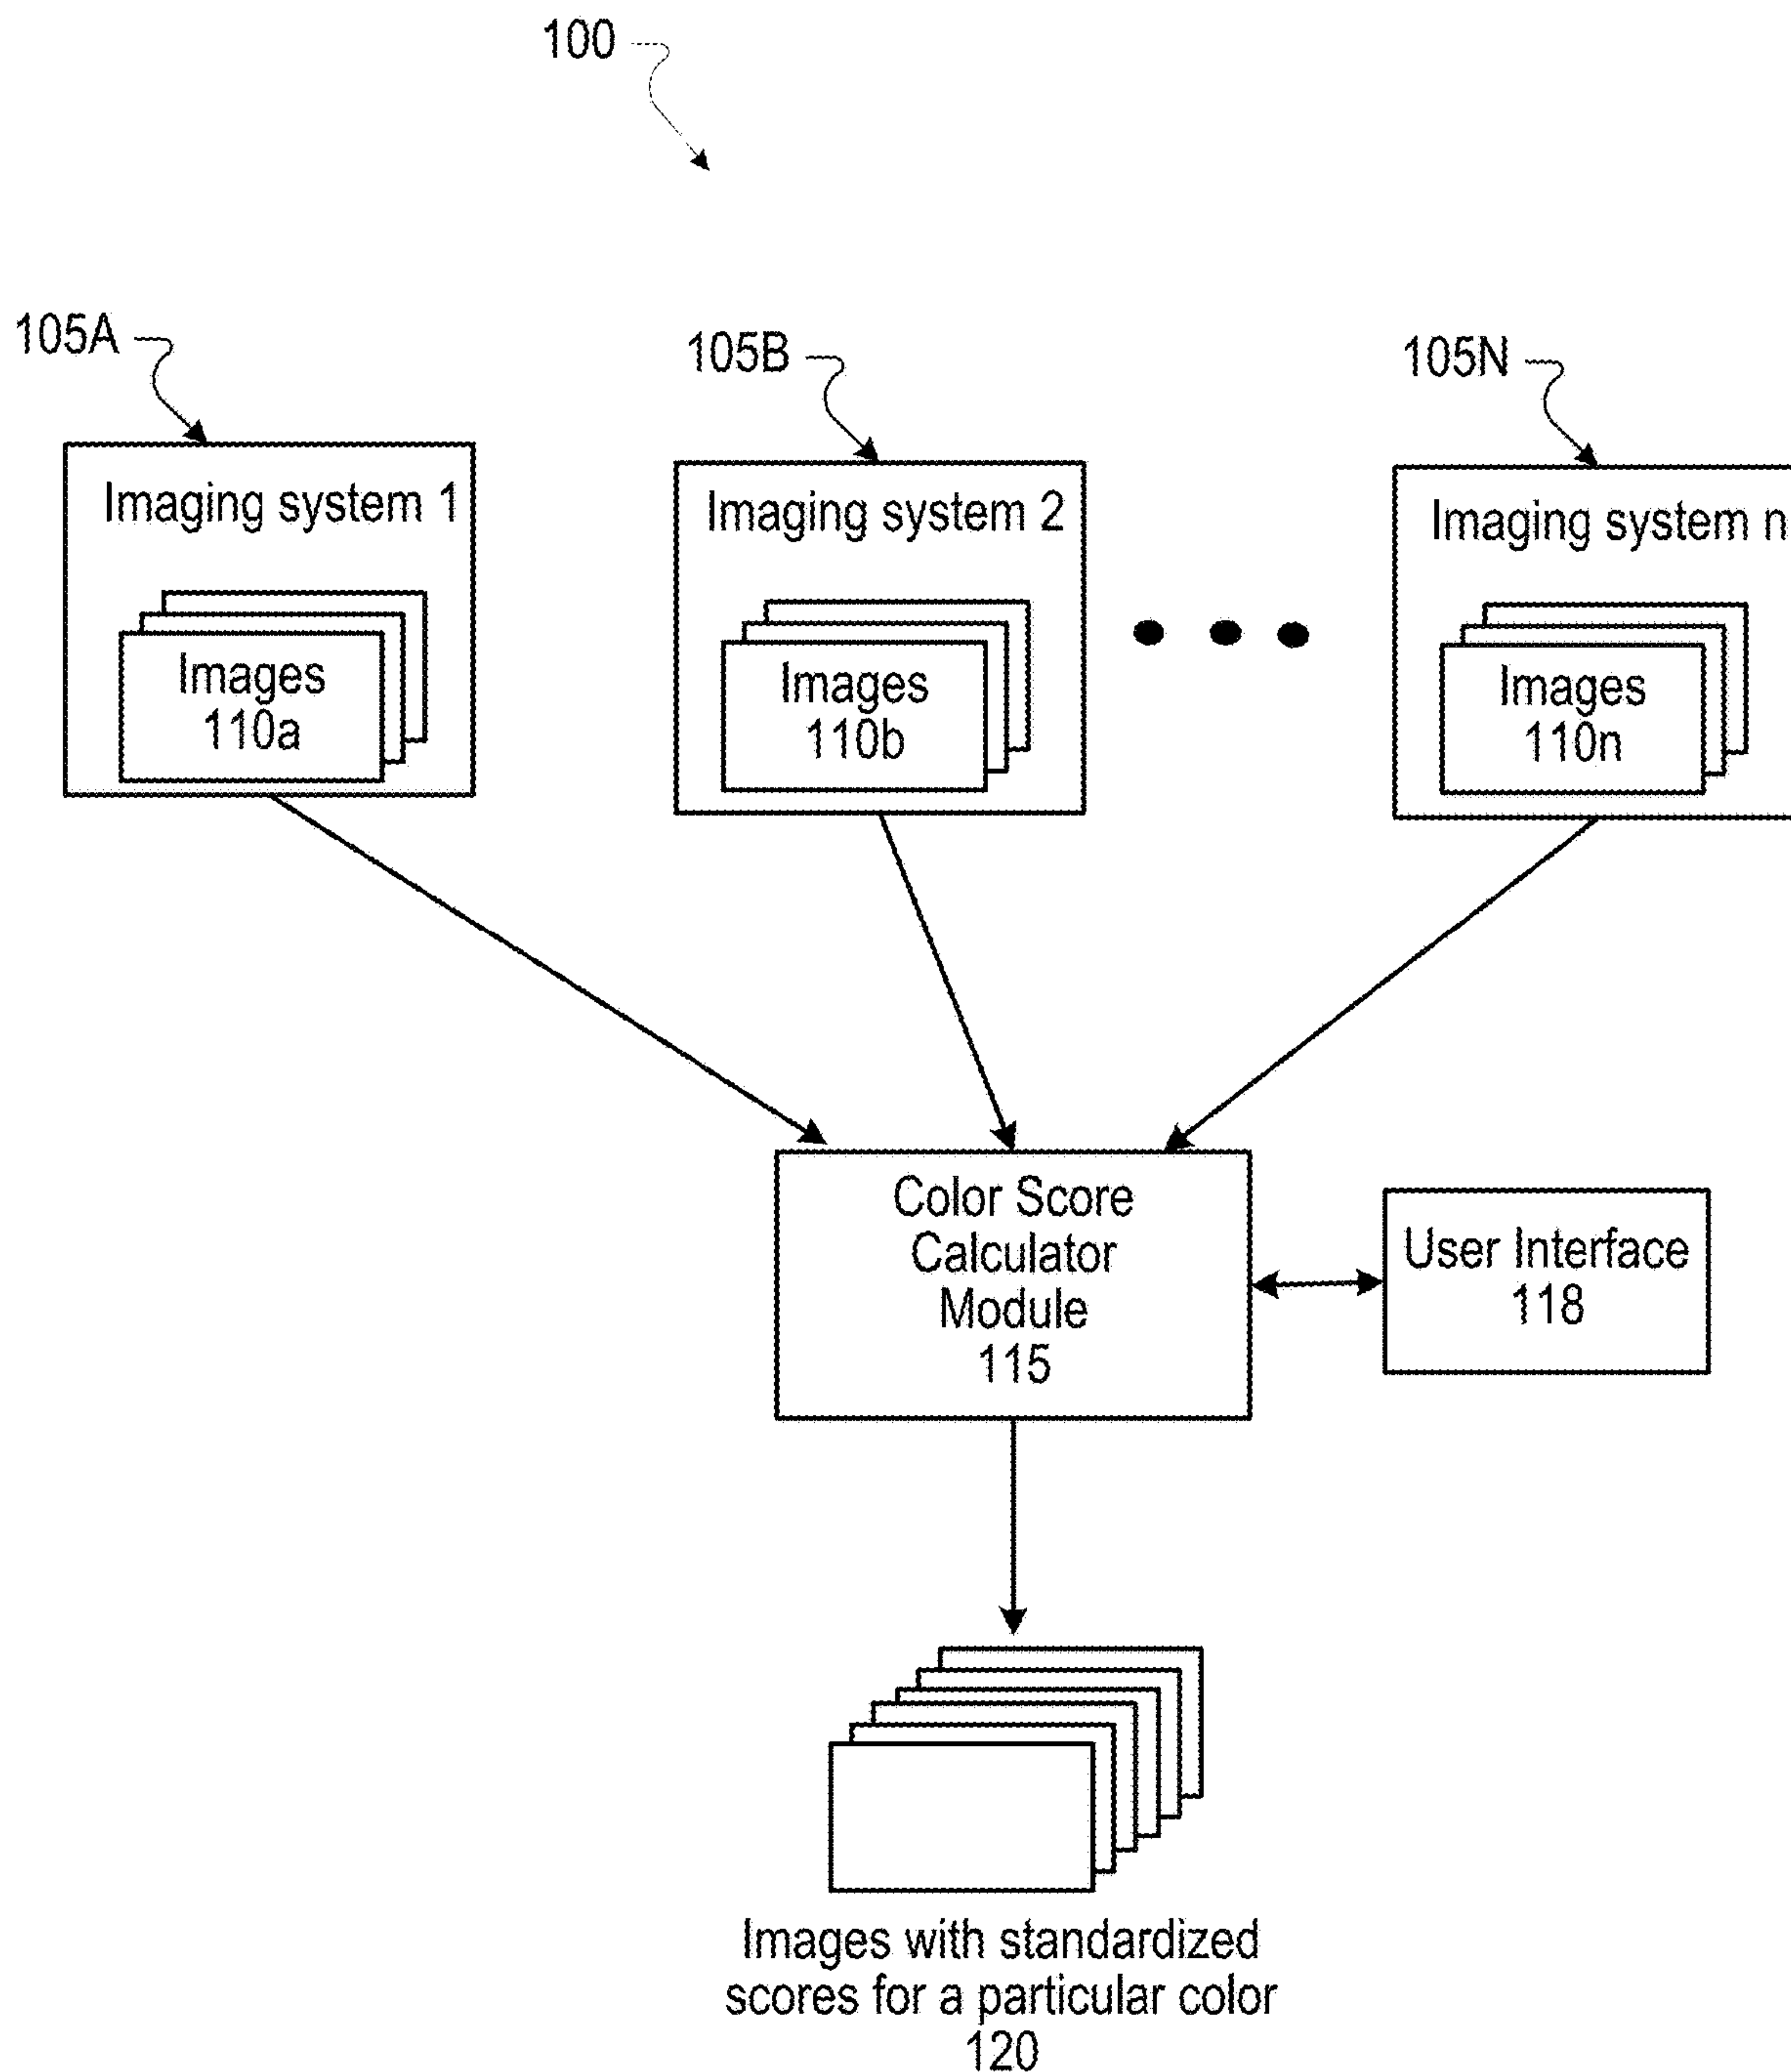 100
105A
105B
105N
Imaging system 1
Images
110a
Imaging system 2
Images
110b
Imaging system n
Images
110n
Color Score
Calculator
Module
115
User Interface
118
Images with standardized
scores for a particular color
120